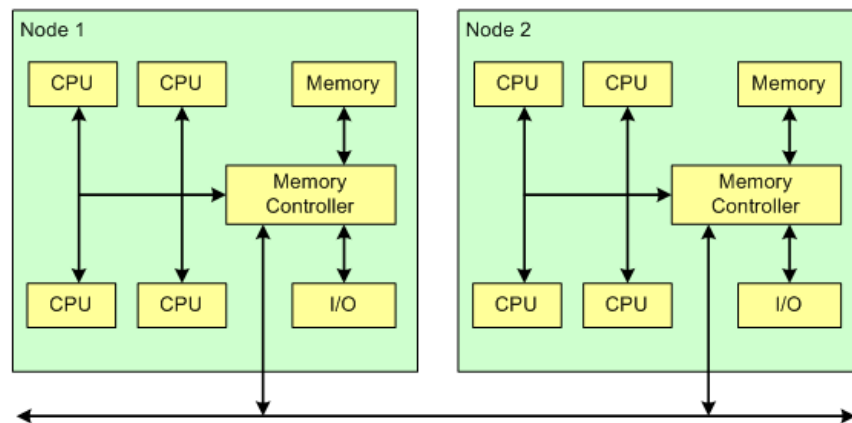 Node 1
CPU
CPU
Memory
Memory
Controller
CPU
CPU
I/O
Node 2
CPU
CPU
Memory
Memory
Controller
CPU
CPU
I/O